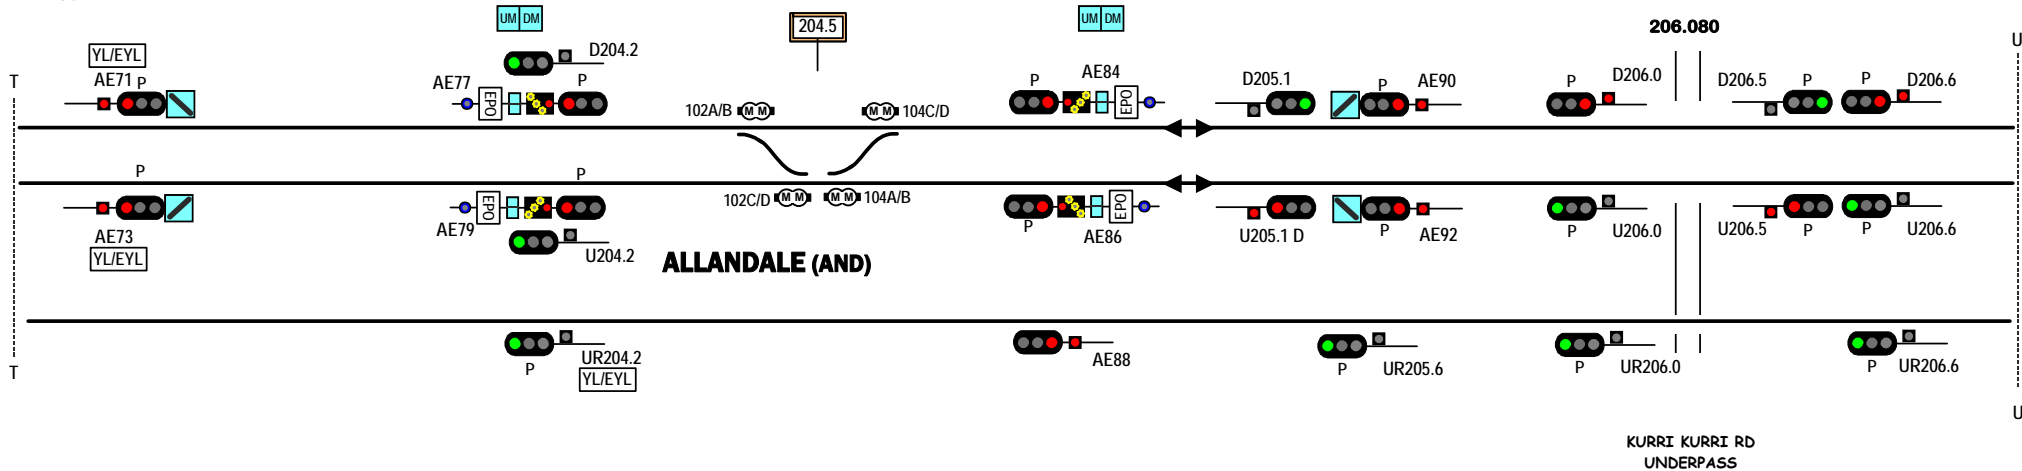 UM DM
UM DM
204.5
206.080
U
YL/EYL
D204.2
AE71 P
AE77
P
P
AE84
D205.1
P
AE90
P
D206.0
D206.5
P
P
D206.6
T
EPO
EPO
102A/B
M M
M M
104C/D
P
P
102C/D
M M
M M
104A/B
EPO
EPO
AE73
YL/EYL
AE79
U204.2
P
AE86
U205.1 D
P
AE92
P
U206.0
U206.5
P
P
U206.6
ALLANDALE (AND)
T
P
UR204.2
YL/EYL
AE88
P
UR205.6
P
UR206.0
P
UR206.6
U
KURRI KURRI RD
UNDERPASS